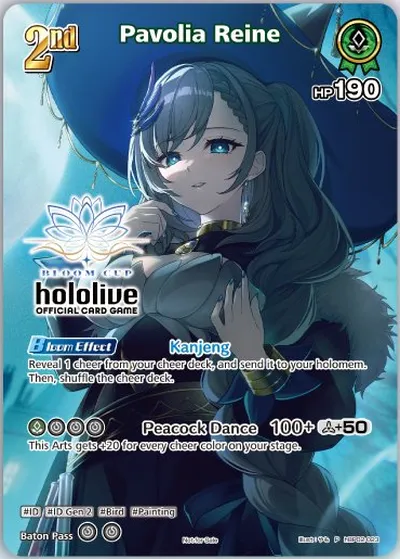 2nd
Pavolia Reine
HP190
BLOOM CUP
hololive
OFFICIAL CARD GAME
Bloom Effect Kanjeng
Reveal 1 cheer from your cheer deck, and send it to your holomem.
Then, shuffle the cheer deck.
Peacock Dance 100+ +50
This Arts gets +20 for every cheer color on your stage.
#ID #ID Gen 2 #Bird #Painting
Baton Pass Not for Sale P